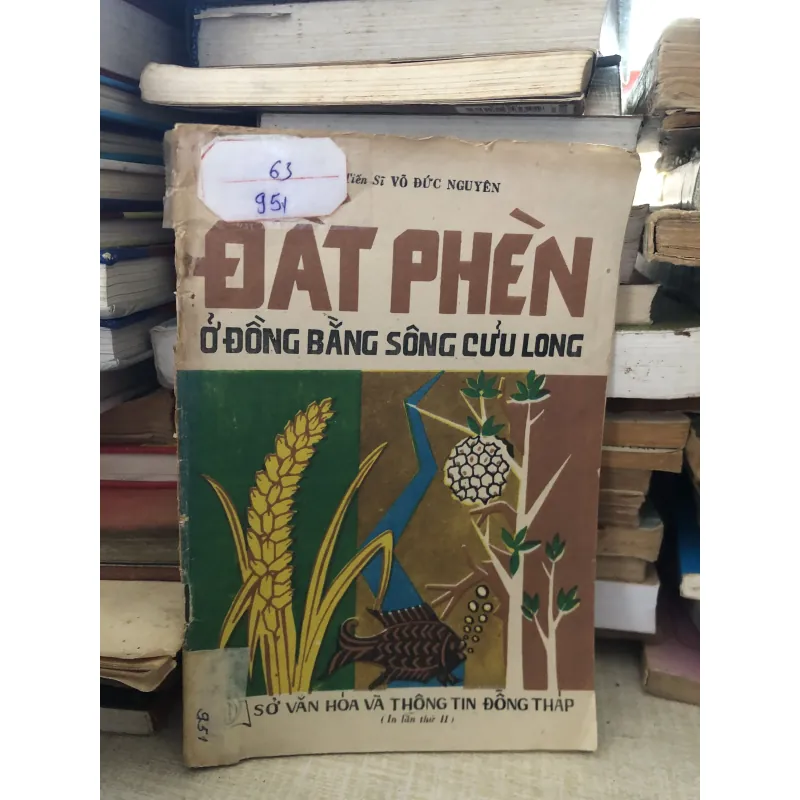 63
951
Tiến Sĩ VÕ ĐỨC NGUYÊN
ĐẤT PHÈN
Ở ĐỒNG BẰNG SÔNG CỬU LONG
SỞ VĂN HÓA VÀ THÔNG TIN ĐỒNG THÁP
(In lần thứ II)
951